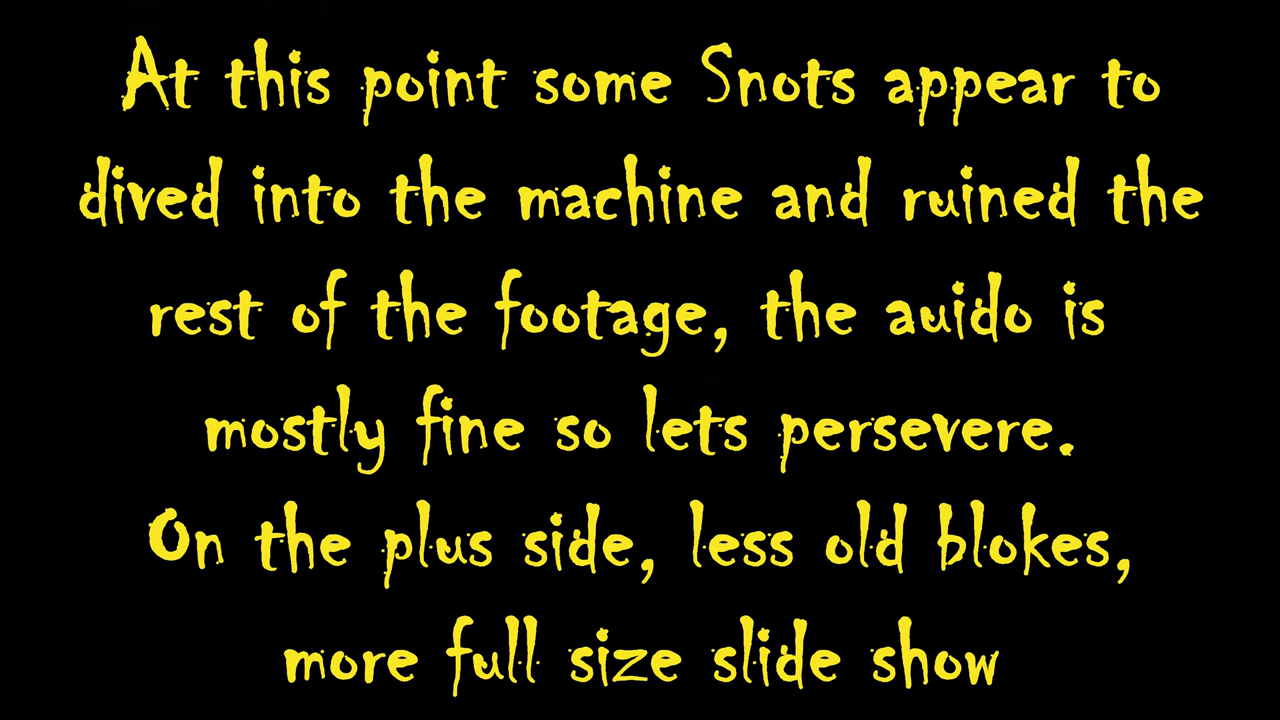 At this point some Snots appear to
dived into the machine and ruined the
rest of the footage, the auido is
mostly fine so lets persevere.
On the plus side, less old blokes,
more full size slide show